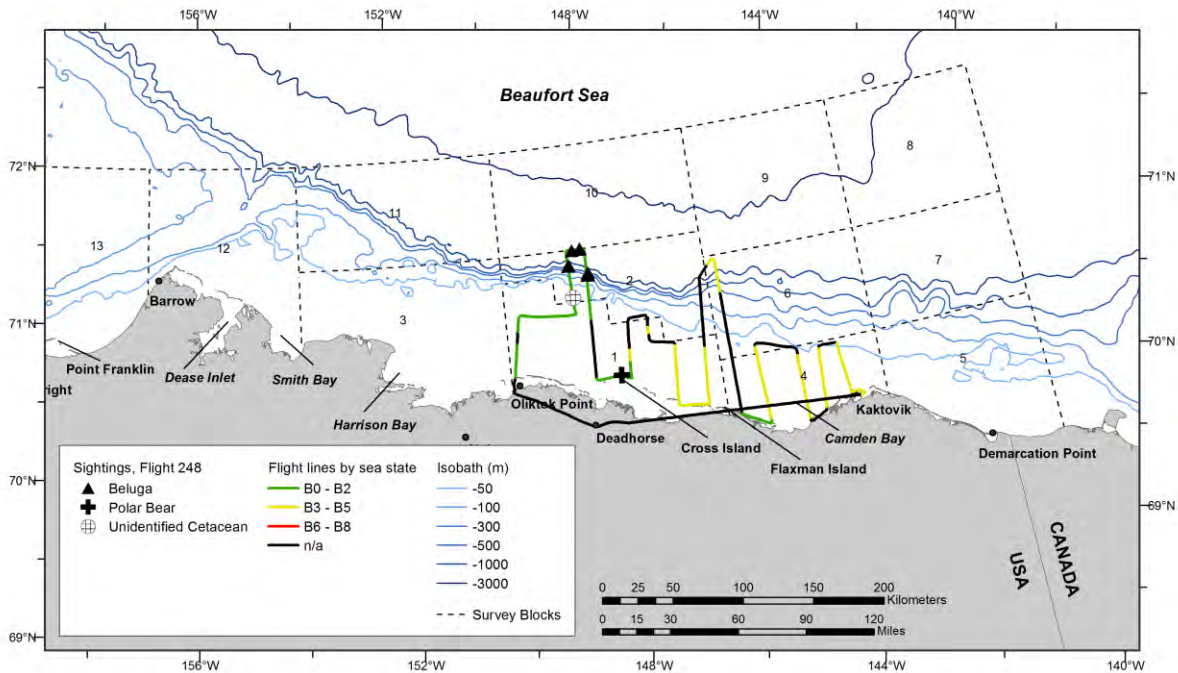 156°W
152°W
148°W
144°W
140°W
Beaufort Sea
72°N
71°N
8
9
10
11
13
12
7
2
6
3
Barrow
71°N
70°N
1
5
4
Point Franklin
Dease Inlet
Smith Bay
right
Oliktok Point
Kaktovik
Harrison Bay
Deadhorse
Cross Island
Camden Bay
Demarcation Point
Flaxman Island
Sightings, Flight 248
Beluga
Polar Bear
Unidentified Cetacean
Flight lines by sea state
B0 - B2
B3 - B5
B6 - B8
n/a
Isobath (m)
-50
-100
-300
-500
-1000
-3000
Survey Blocks
70°N
69°N
USA
CANADA
0 25 50 100 150 200
Kilometers
0 15 30 60 90 120
Miles
69°N
156°W
152°W
148°W
144°W
140°W